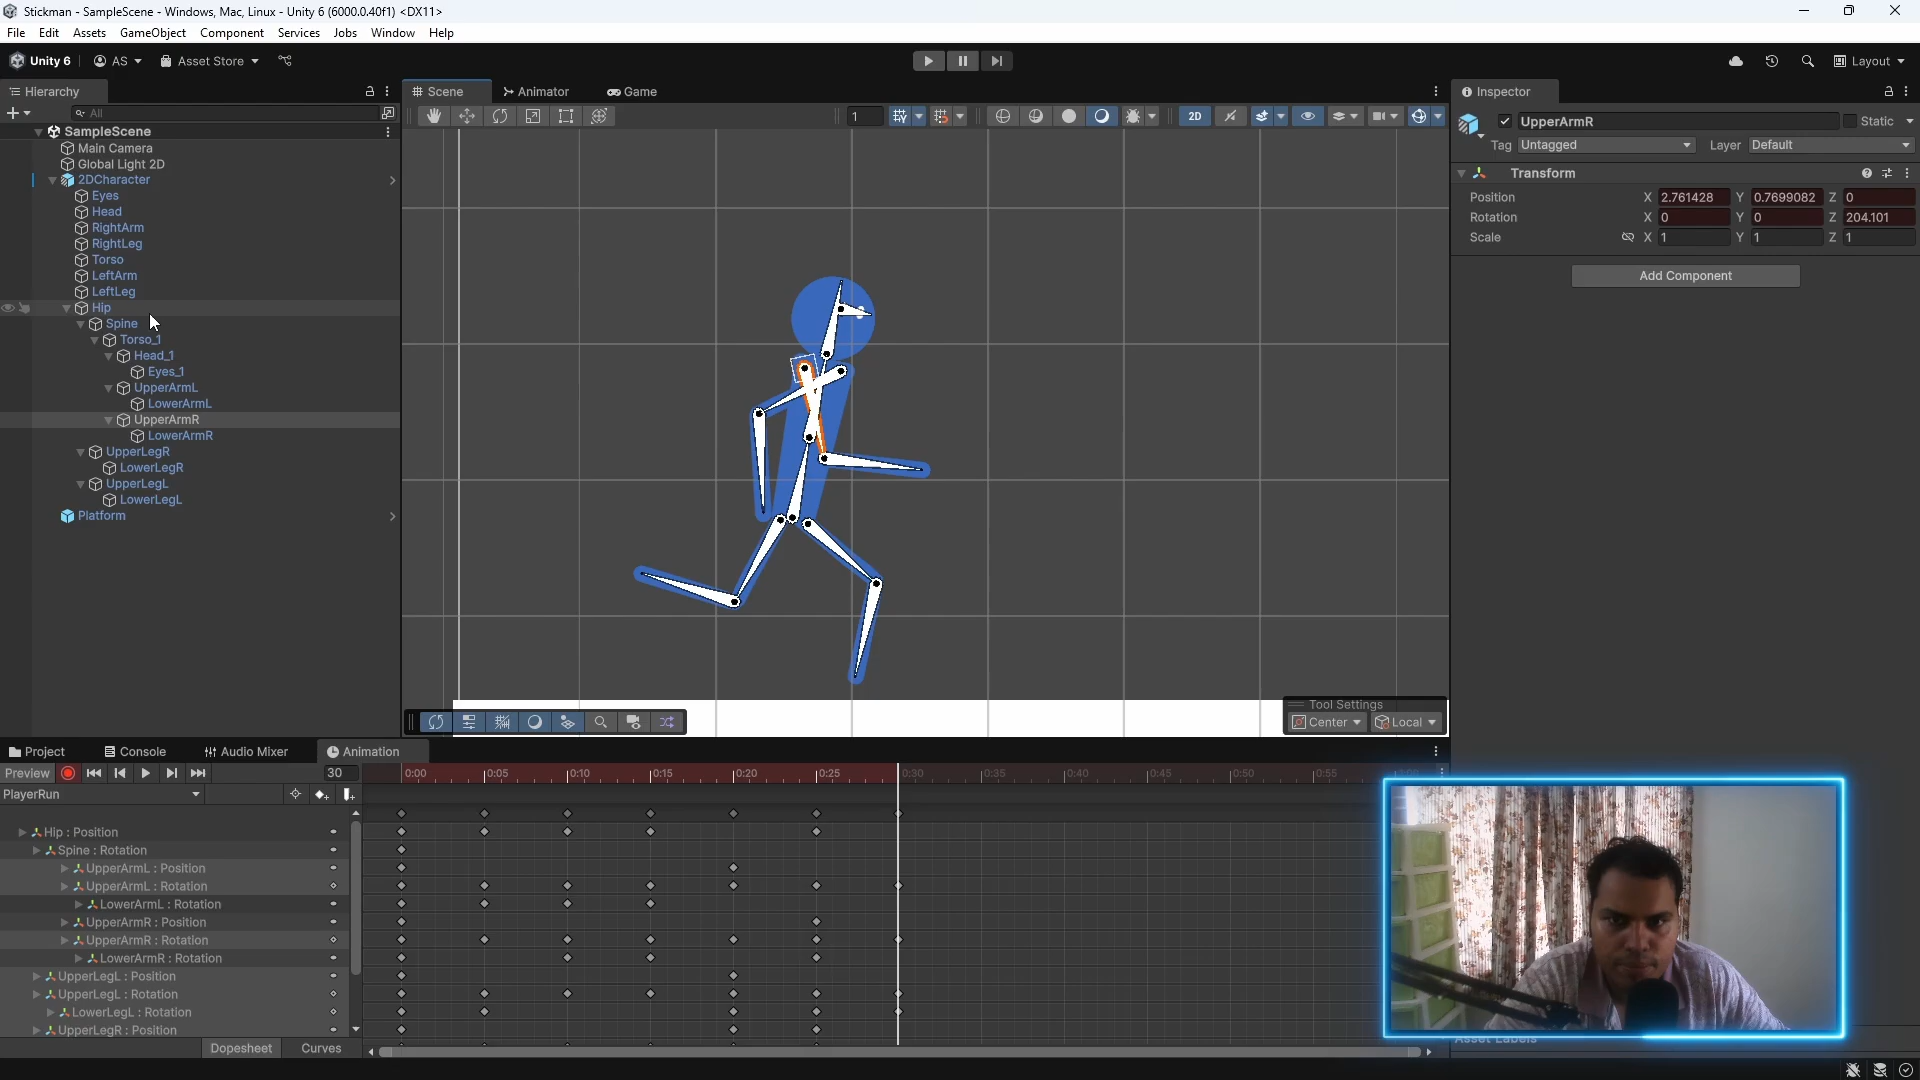 Stickman - SampleScene - Windows, Mac, Linux - Unity 6 (6000.0.40f1) <DX11>
File Edit Assets GameObject Component Services Jobs Window Help
Unity 6 AS Asset Store Layout
Hierarchy
All
SampleScene
Main Camera
Global Light 2D
2DCharacter
Eyes
Head
RightArm
RightLeg
Torso
LeftArm
LeftLeg
Hip
Spine
Torso_1
Head_1
Eyes_1
UpperArmL
LowerArmL
UpperArmR
LowerArmR
UpperLegR
LowerLegR
UpperLegL
LowerLegL
Platform
Scene Animator Game
1 2D
Tool Settings
Center Local
Inspector
UpperArmR Static
Tag Untagged Layer Default
Transform
Position X 2.761428 Y 0.7699082 Z 0
Rotation X 0 Y 0 Z 204.101
Scale X 1 Y 1 Z 1
Add Component
Project Console Audio Mixer Animation
Preview 30 0:00 0:05 0:10 0:15 0:20 0:25 0:30 0:35 0:40 0:45 0:50 0:55 1:00
PlayerRun
Hip : Position
Spine : Rotation
UpperArmL : Position
UpperArmL : Rotation
LowerArmL : Rotation
UpperArmR : Position
UpperArmR : Rotation
LowerArmR : Rotation
UpperLegL : Position
UpperLegL : Rotation
LowerLegL : Rotation
UpperLegR : Position
Dopesheet Curves
Asset Labels